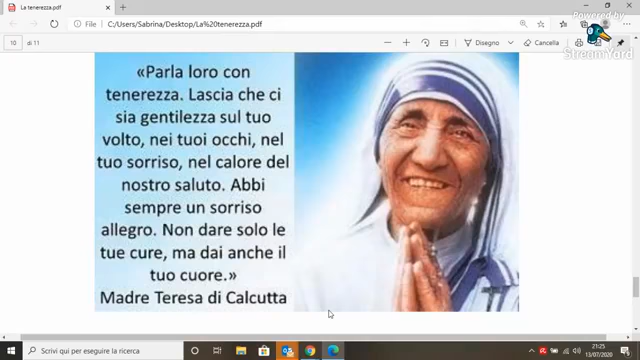 La tenerezza.pdf
File
C:/Users/Sabrina/Desktop/La%20tenerezza.pdf
Powered by
StreamYard
10
di 11
Disegno
Cancella
«Parla loro con
tenerezza. Lascia che ci
sia gentilezza sul tuo
volto, nei tuoi occhi, nel
tuo sorriso, nel calore del
nostro saluto. Abbi
sempre un sorriso
allegro. Non dare solo le
tue cure, ma dai anche il
tuo cuore.»
Madre Teresa di Calcutta
Scrivi qui per eseguire la ricerca
21:25
13/07/2020